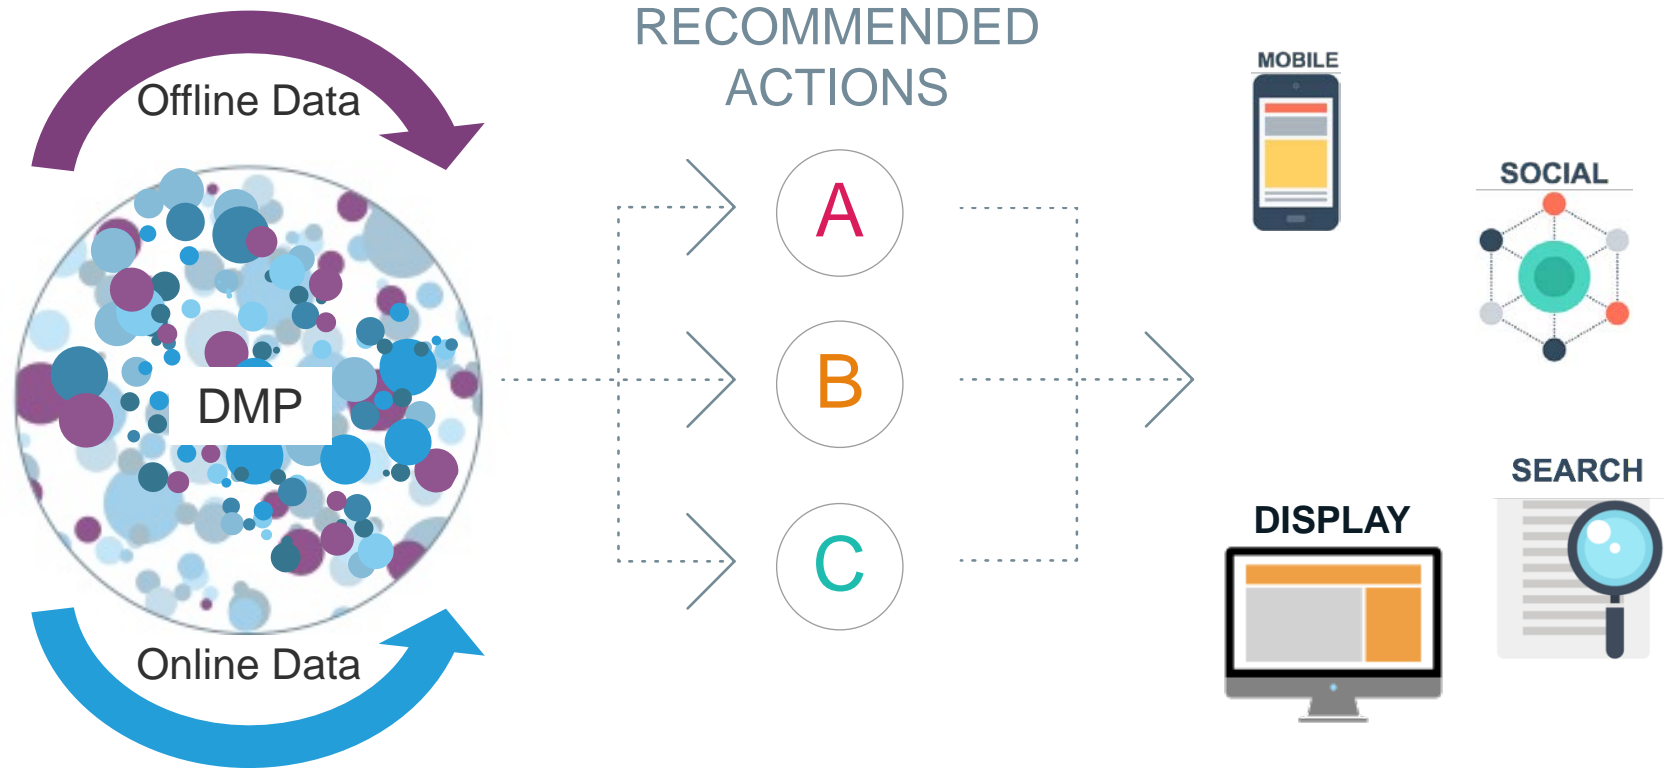 Offline Data
DMP
Online Data
RECOMMENDED
ACTIONS
A
B
C
MOBILE
SOCIAL
SEARCH
DISPLAY